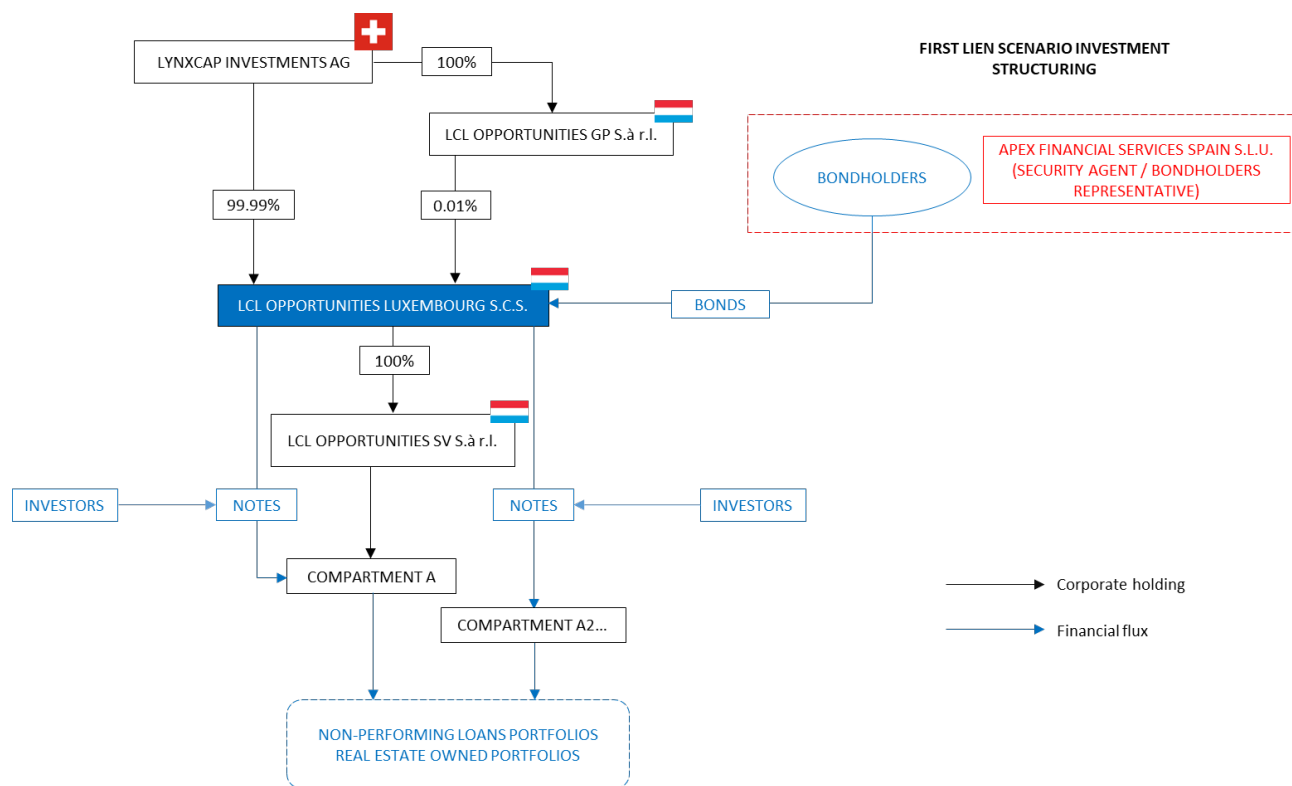 LYNXCAP INVESTMENTS AG
100%
FIRST LIEN SCENARIO INVESTMENT
STRUCTURING
LCL OPPORTUNITIES GP S.à r.l.
BONDHOLDERS
APEX FINANCIAL SERVICES SPAIN S.L.U.
(SECURITY AGENT / BONDHOLDERS
REPRESENTATIVE)
99.99%
0.01%
LCL OPPORTUNITIES LUXEMBOURG S.C.S.
BONDS
100%
LCL OPPORTUNITIES SV S.à r.l.
INVESTORS
NOTES
NOTES
INVESTORS
COMPARTMENT A
COMPARTMENT A2...
Corporate holding
Financial flux
NON-PERFORMING LOANS PORTFOLIOS
REAL ESTATE OWNED PORTFOLIOS